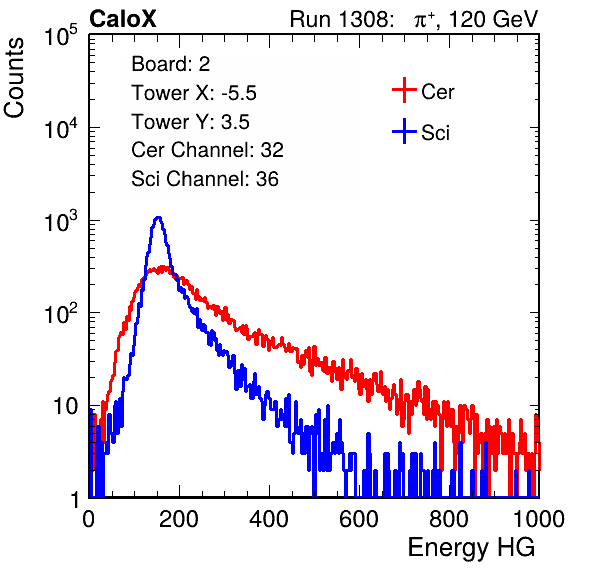 CaloX Run 1308: π⁺, 120 GeV
Counts
Board: 2
Tower X: -5.5
Tower Y: 3.5
Cer Channel: 32
Sci Channel: 36
Cer
Sci
10⁵
10⁴
10³
10²
10
1
0 200 400 600 800 1000
Energy HG